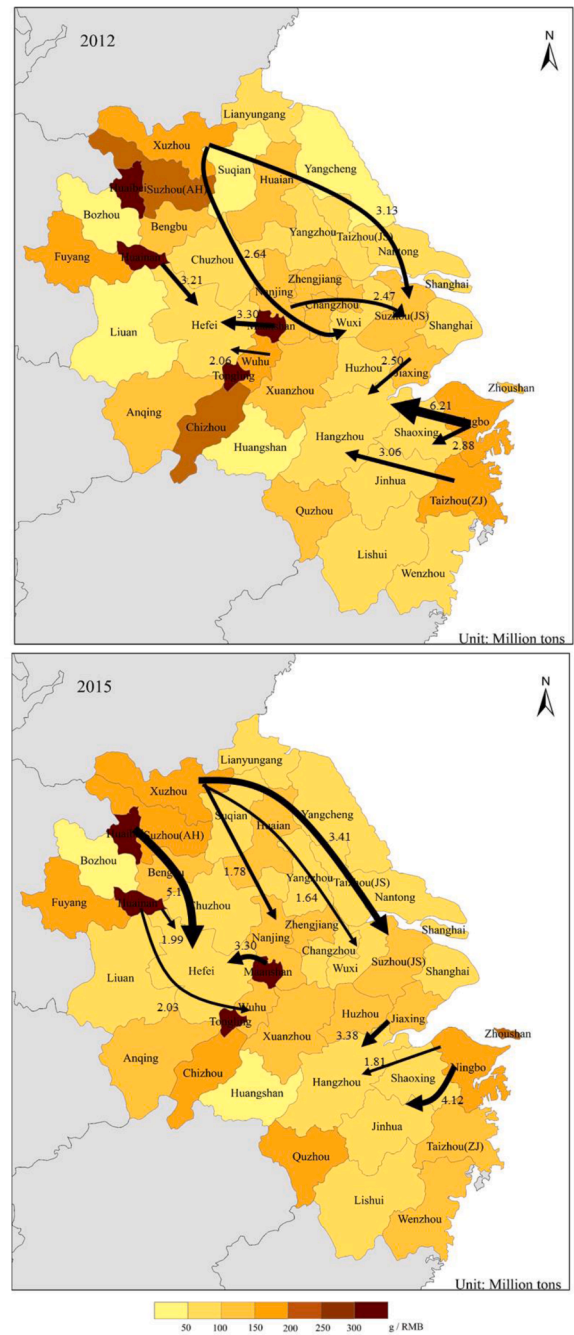 2012
N
Lianyungang
Xuzhou
Suqian
Huaian
Yangcheng
Suzhou(AH)
Bozhou
Bengbu
3.13
Fuyang
Yangzhou
Taizhou(JS)
Chuzhou
2.64
Nantong
3.21
Zhengjiang
Nanjing
Changzhou
2.47
Shanghai
Liuan
Hefei
3.30
Wuxi
Suzhou(JS)
Shanghai
2.06
Wuhu
2.50
Huzhou
Jiaxing
Xuanzhou
Zhoushan
Anqing
6.21
Chizhou
Shaoxing
Huangshan
Hangzhou
2.88
3.06
Jinhua
Taizhou(ZJ)
Quzhou
Lishui
Wenzhou
Unit: Million tons
2015
N
Lianyungang
Xuzhou
Suqian
Yangcheng
Suzhou(AH)
Huaian
3.41
Bozhou
1.78
Yangzhou
Fuyang
1.64
Nantong
Zhengjiang
1.99
3.30
Nanjing
Changzhou
Shanghai
Liuan
Hefei
Wuxi
Suzhou(JS)
Shanghai
2.03
Wuhu
Huzhou
Jiaxing
Xuanzhou
3.38
Zhoushan
Anqing
1.81
Chizhou
Ningbo
Huangshan
Hangzhou
Shaoxing
4.12
Jinhua
Taizhou(ZJ)
Quzhou
Lishui
Wenzhou
Unit: Million tons
50 100 150 200 250 300 g / RMB